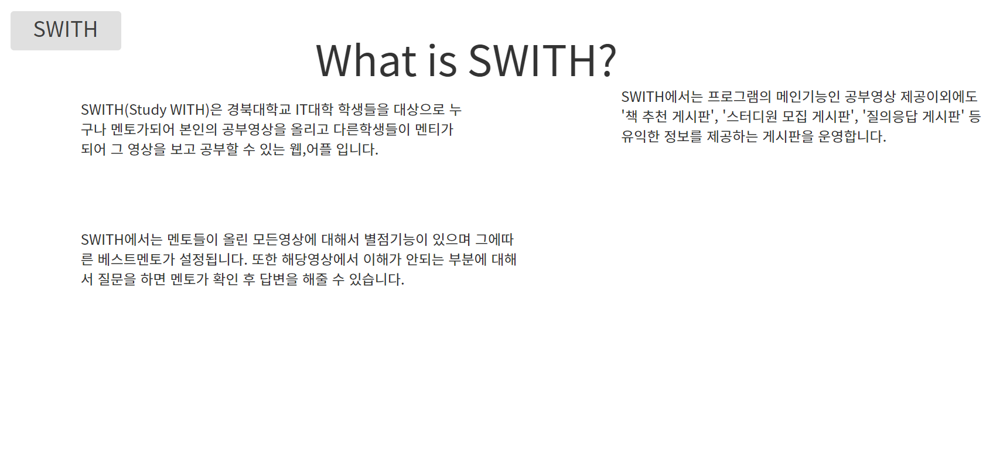 SWITH
What is SWITH?
SWITH(Study WITH)은 경북대학교 IT대학 학생들을 대상으로 누
구나 멘토가되어 본인의 공부영상을 올리고 다른학생들이 멘티가
되어 그 영상을 보고 공부할 수 있는 웹,어플 입니다.
SWITH에서는 프로그램의 메인기능인 공부영상 제공이외에도
'책 추천 게시판', '스터디원 모집 게시판', '질의응답 게시판' 등
유익한 정보를 제공하는 게시판을 운영합니다.
SWITH에서는 멘토들이 올린 모든영상에 대해서 별점기능이 있으며 그에따
른 베스트멘토가 설정됩니다. 또한 해당영상에서 이해가 안되는 부분에 대해
서 질문을 하면 멘토가 확인 후 답변을 해줄 수 있습니다.